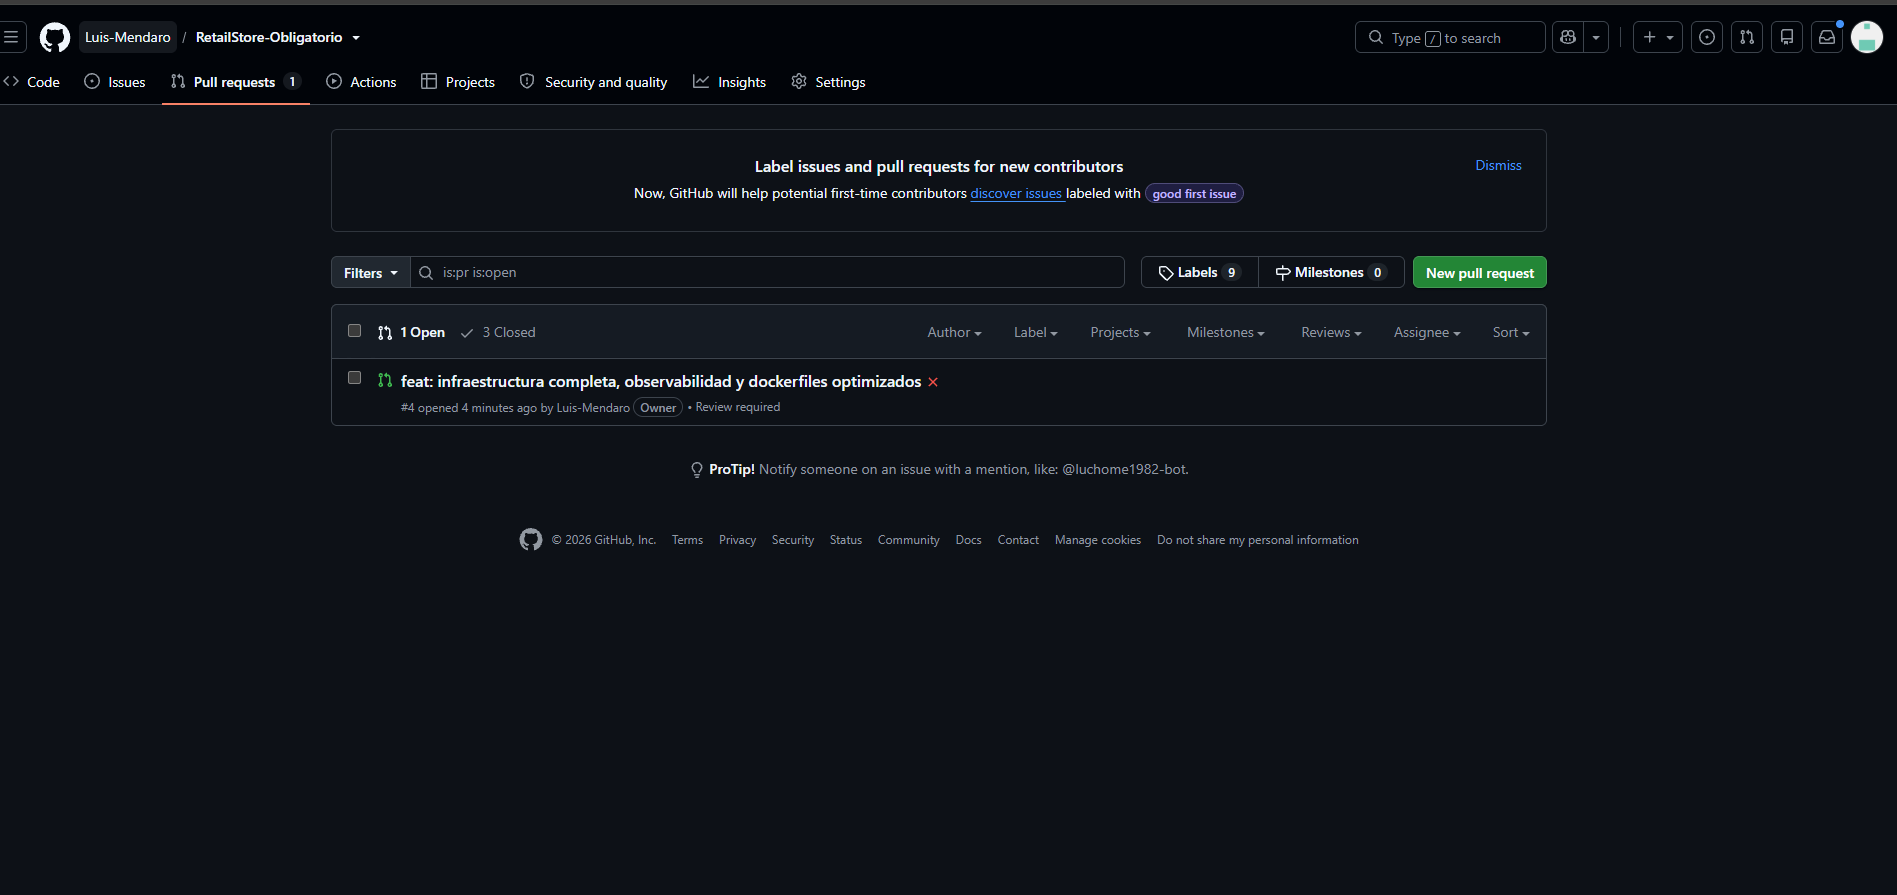 Luis-Mendaro / RetailStore-Obligatorio
Type / to search
Code
Issues
Pull requests 1
Actions
Projects
Security and quality
Insights
Settings
Label issues and pull requests for new contributors
Dismiss
Now, GitHub will help potential first-time contributors discover issues labeled with good first issue
Filters
is:pr is:open
Labels 9
Milestones 0
New pull request
1 Open
3 Closed
Author
Label
Projects
Milestones
Reviews
Assignee
Sort
feat: infraestructura completa, observabilidad y dockerfiles optimizados
#4 opened 4 minutes ago by Luis-Mendaro Owner • Review required
ProTip! Notify someone on an issue with a mention, like: @luchome1982-bot.
© 2026 GitHub, Inc.
Terms
Privacy
Security
Status
Community
Docs
Contact
Manage cookies
Do not share my personal information